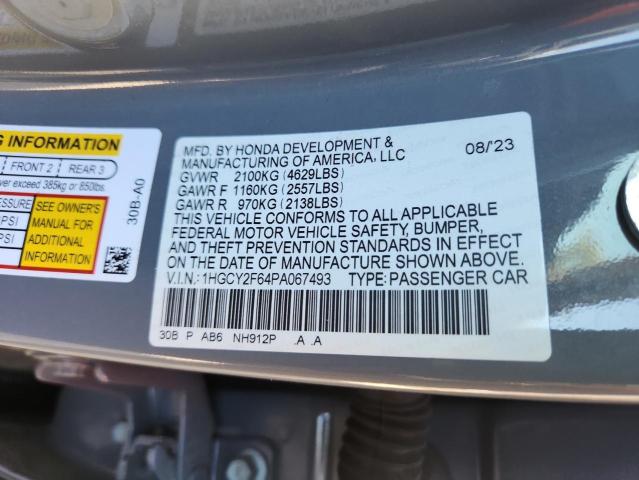 G INFORMATION
FRONT 2 REAR 3
ver exceed 385kg or 850lbs.
SSURE
PSI
PSI
SEE OWNER'S
MANUAL FOR
ADDITIONAL
INFORMATION
30B-A0
MFD. BY HONDA DEVELOPMENT &
MANUFACTURING OF AMERICA, LLC 08/'23
GVWR 2100KG (4629LBS)
GAWR F 1160KG (2557LBS)
GAWR R 970KG (2138LBS)
THIS VEHICLE CONFORMS TO ALL APPLICABLE
FEDERAL MOTOR VEHICLE SAFETY, BUMPER,
AND THEFT PREVENTION STANDARDS IN EFFECT
ON THE DATE OF MANUFACTURE SHOWN ABOVE.
V.I.N.: 1HGCY2F64PA067493 TYPE: PASSENGER CAR
30B P AB6 NH912P .A .A